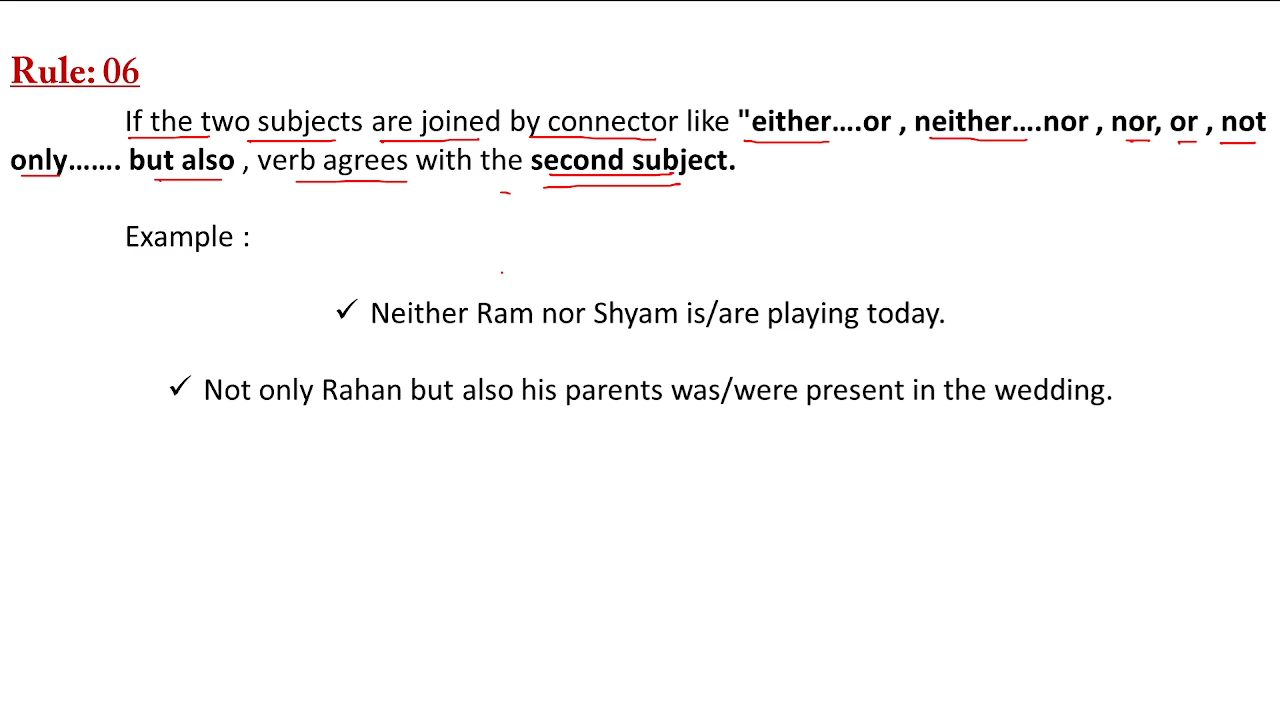 Rule: 06
If the two subjects are joined by connector like "either....or , neither....nor , nor, or , not
only....... but also , verb agrees with the second subject.
Example :
✓ Neither Ram nor Shyam is/are playing today.
✓ Not only Rahan but also his parents was/were present in the wedding.